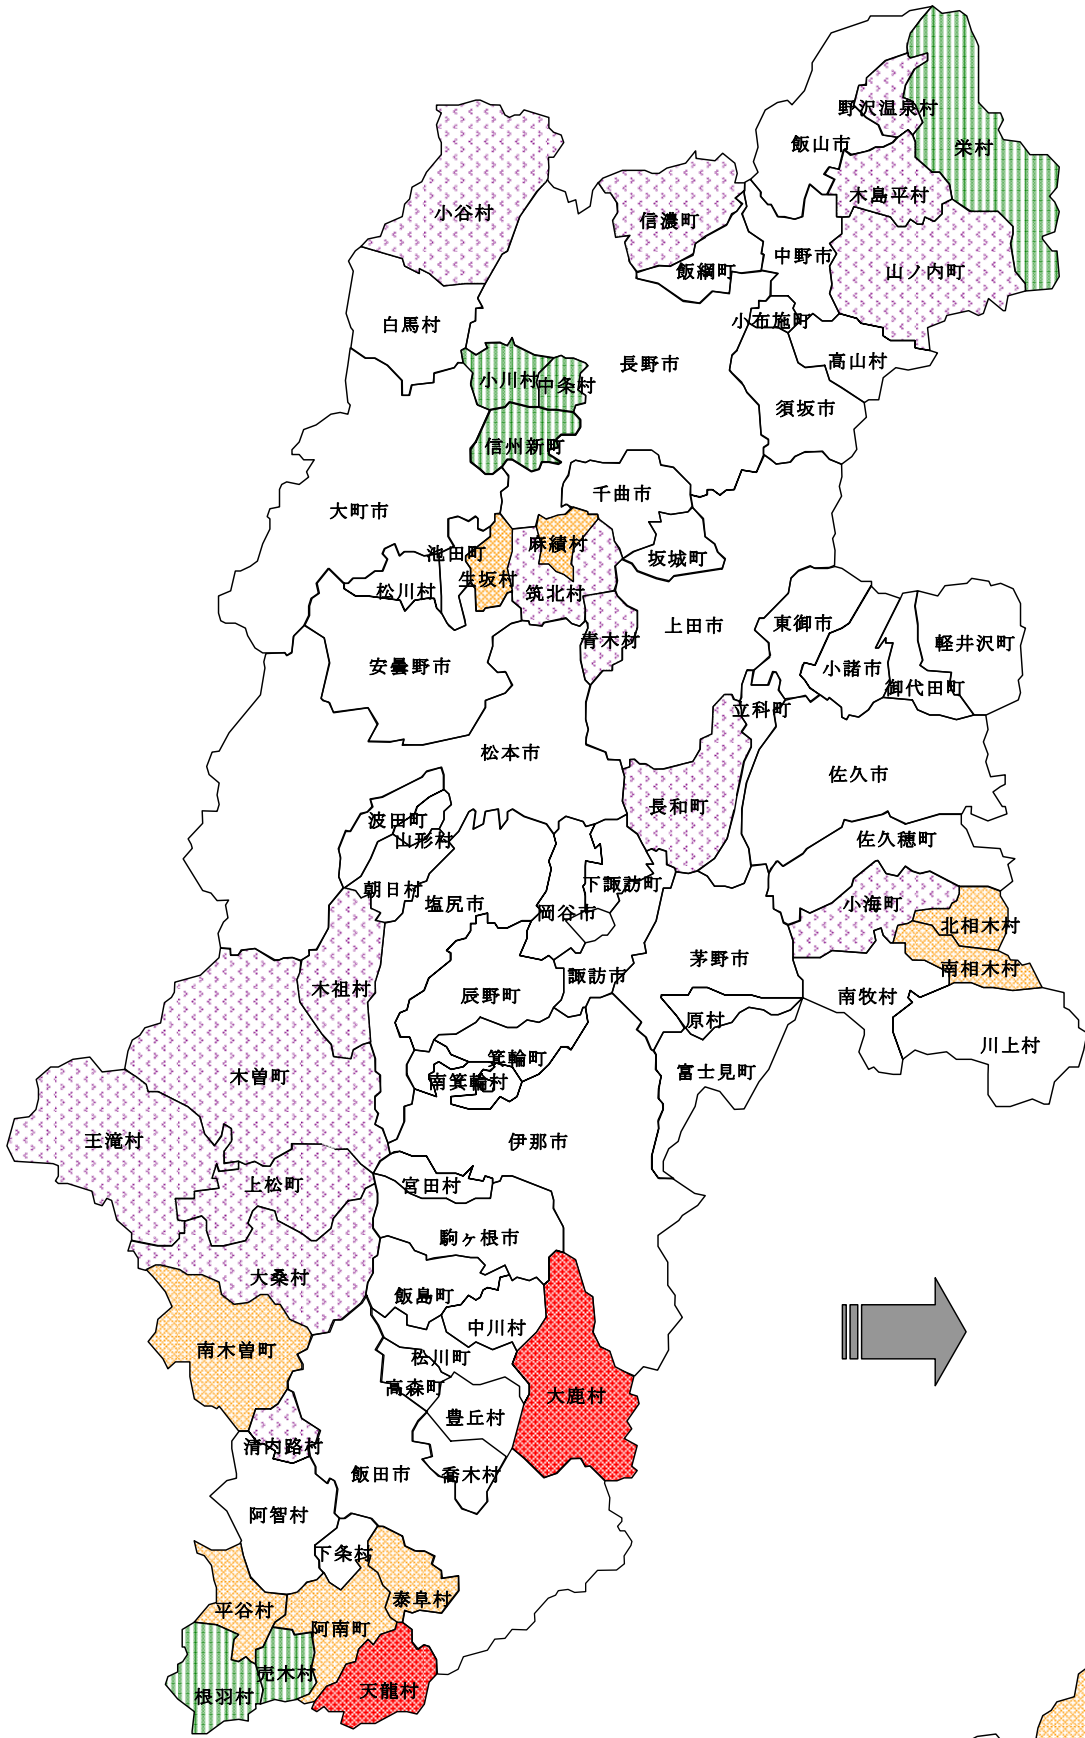 野沢温泉村
飯山市
栄村
木島平村
小谷村
信濃町
中野市
飯綱町
山ノ内町
小布施町
白馬村
長野市
高山村
小川村
中条村
須坂市
信州新町
千曲市
大町市
麻績村
池田町
坂城町
生坂村
松川村
筑北村
東御市
上田市
青木村
軽井沢町
安曇野市
小諸市
御代田町
立科町
松本市
佐久市
長和町
波田町
山形村
佐久穂町
朝日村
下諏訪町
塩尻市
小海町
岡谷市
北相木村
茅野市
南相木村
諏訪市
木祖村
辰野町
南牧村
原村
川上村
箕輪町
富士見町
木曽町
南箕輪村
王滝村
伊那市
上松町
宮田村
駒ヶ根市
大桑村
飯島町
中川村
南木曽町
松川町
高森町
大鹿村
豊丘村
清内路村
飯田市
喬木村
阿智村
下条村
泰阜村
平谷村
阿南町
売木村
天龍村
根羽村